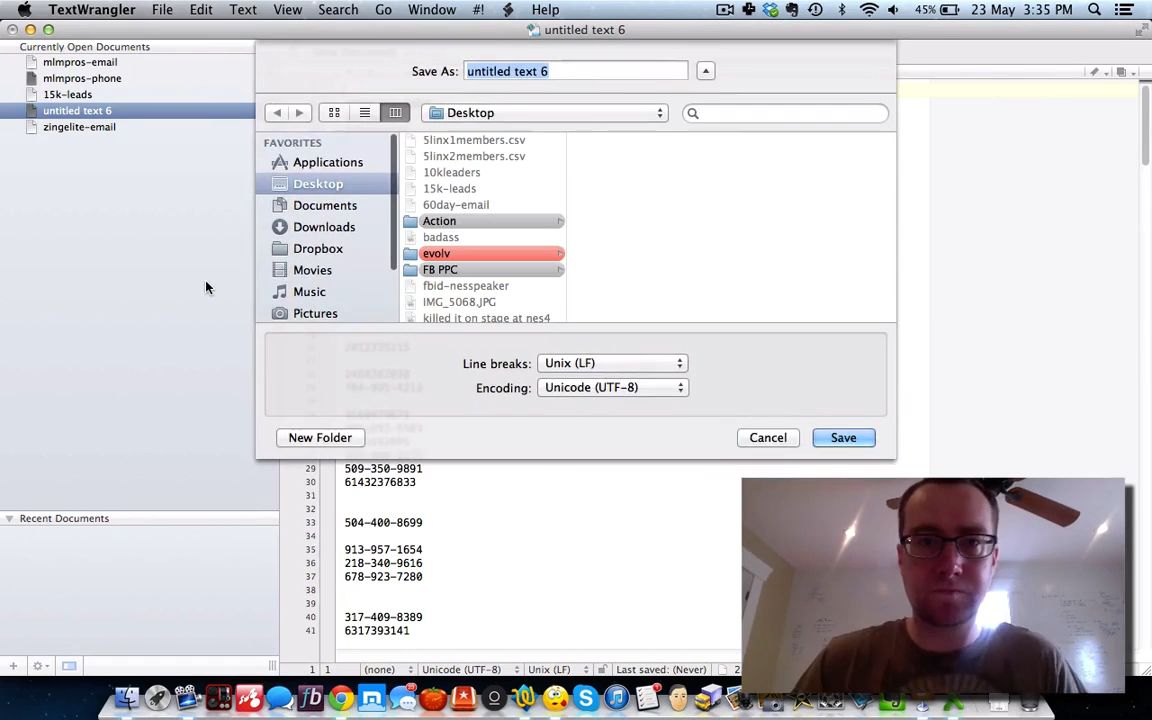 TextWrangler File Edit Text View Search Go Window #! Help 45% 23 May 3:35 PM
untitled text 6
Currently Open Documents
mlmpros-email
mlmpros-phone
15k-leads
untitled text 6
zingelite-email
Save As: untitled text 6
Desktop
FAVORITES
Applications
Desktop
Documents
Downloads
Dropbox
Movies
Music
Pictures
5linx1members.csv
5linx2members.csv
10kleaders
15k-leads
60day-email
Action
badass
evolv
FB PPC
fbid-nesspeaker
IMG_5068.JPG
killed it on stage at nes4
Line breaks: Unix (LF)
Encoding: Unicode (UTF-8)
New Folder Cancel Save
29 509-350-9891
30 61432376833
31
32
33 504-400-8699
34
35 913-957-1654
36 218-340-9616
37 678-923-7280
38
39
40 317-409-8389
41 6317393141
Recent Documents
1 1 (none) Unicode (UTF-8) Unix (LF) Last saved: (Never) 2